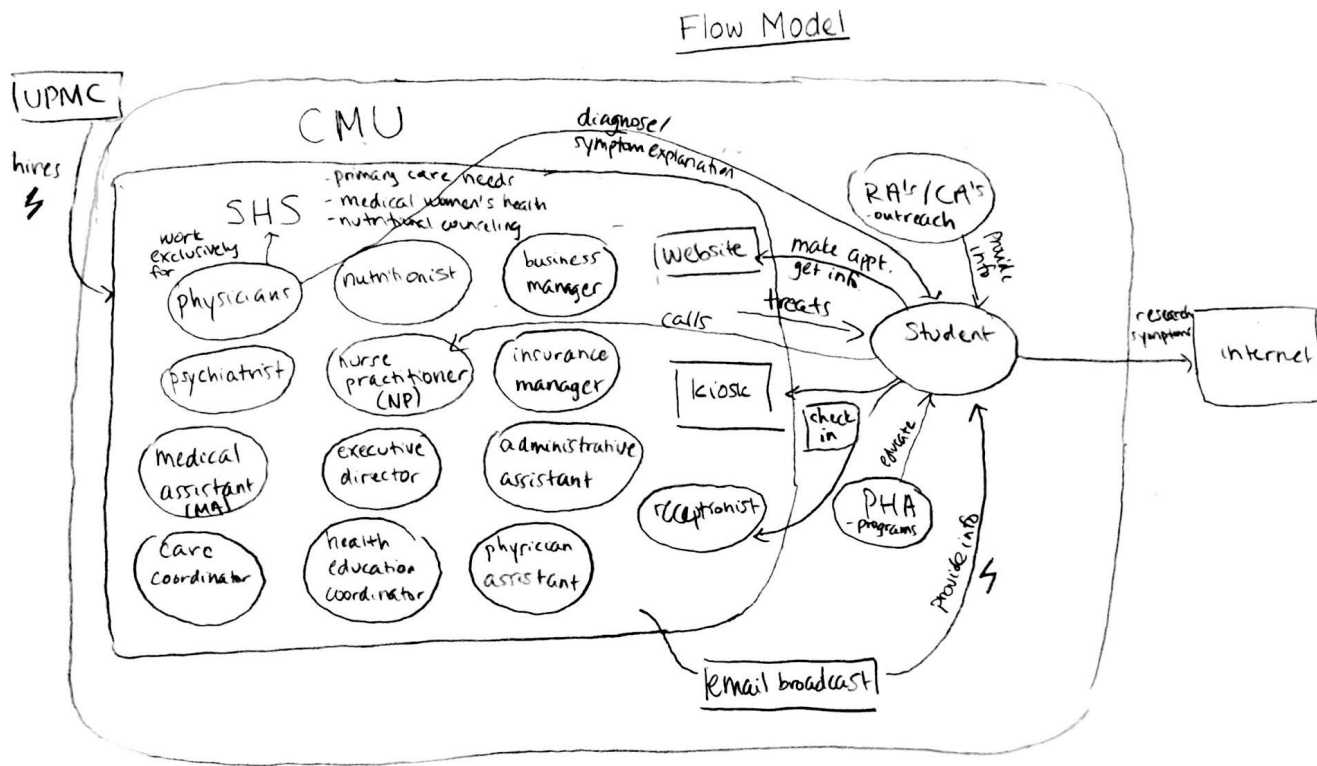 Flow Model
UPMC
hires
CMU
diagnose/
symptom explanation
SHS
-primary care needs
-medical women's health
-nutritional counseling
work
exclusively
for
physicians
nutritionist
business
manager
website
make appt.
get info.
RA's/CA's
-outreach
provide
info
treats
calls
Student
research
symptoms
internet
psychiatrist
nurse
practitioner
(NP)
insurance
manager
kiosk
check
in
educate
medical
assistant
(MA)
executive
director
administrative
assistant
receptionist
PHA
-programs
provide info
care
coordinator
health
education
coordinator
physician
assistant
email broadcast